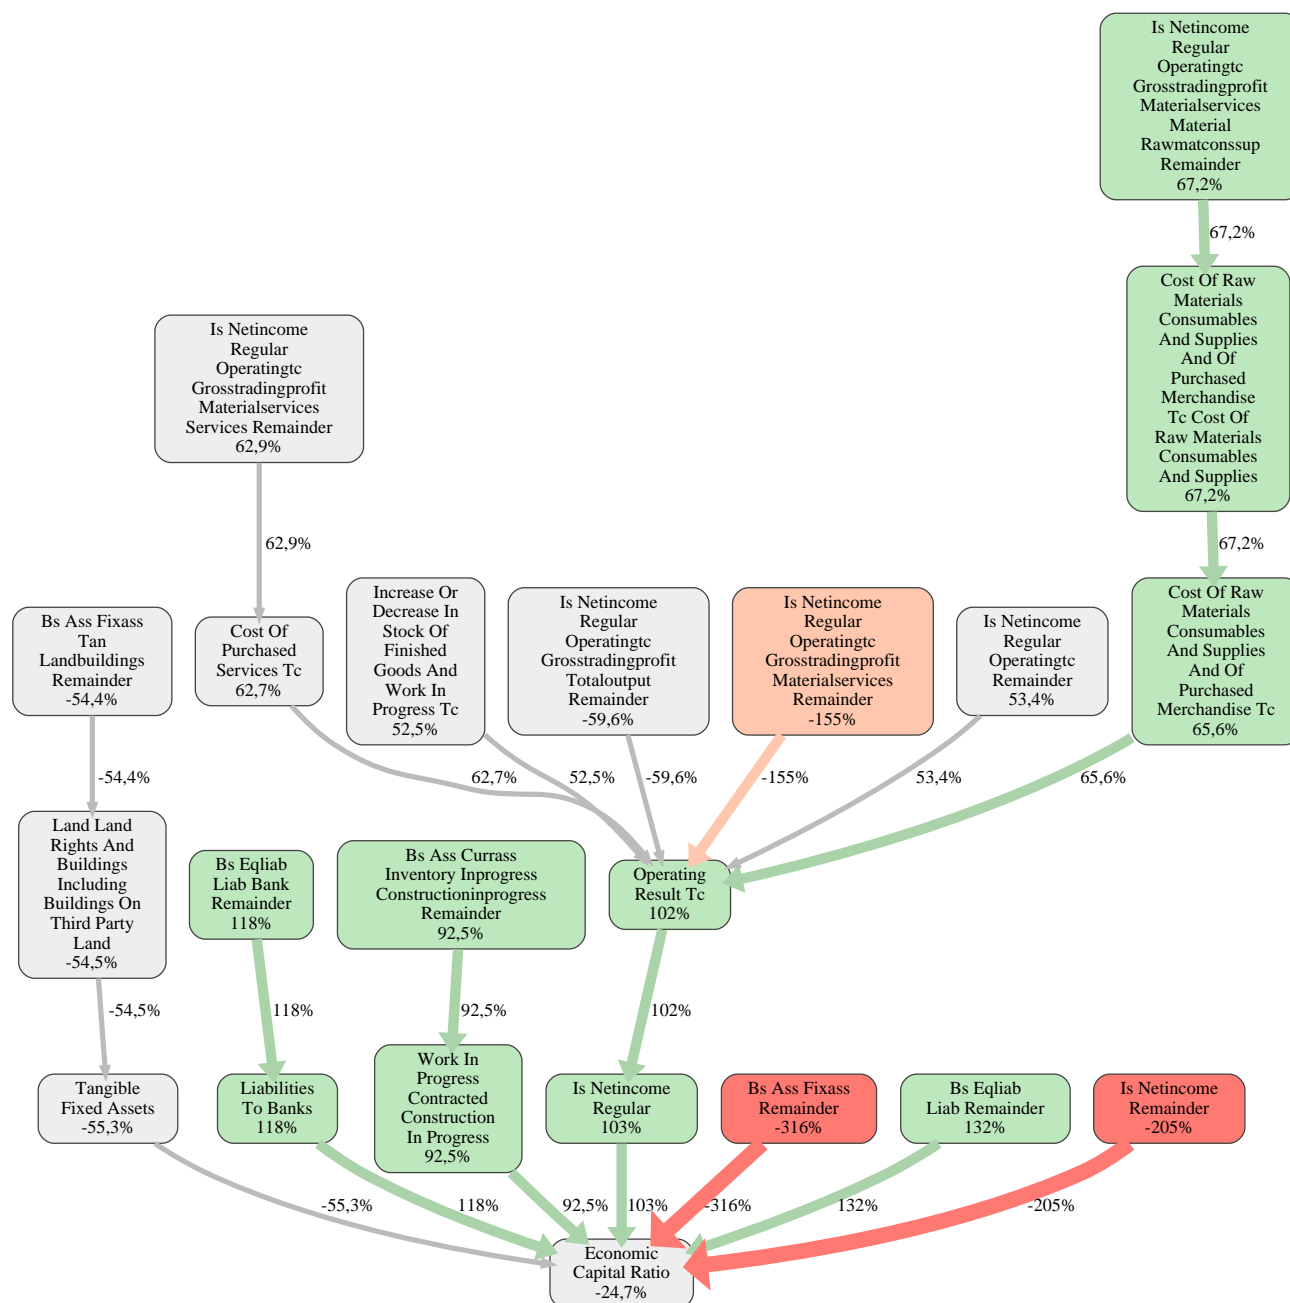 Is Netincome
Regular
Operatingtc
Grosstradingprofit
Materialservices
Material
Rawmatconssup
Remainder
67,2%
67,2%
Cost Of Raw
Materials
Consumables
And Supplies
And Of
Purchased
Merchandise
Tc Cost Of
Raw Materials
Consumables
And Supplies
67,2%
Is Netincome
Regular
Operatingtc
Grosstradingprofit
Materialservices
Services Remainder
62,9%
62,9%
67,2%
Bs Ass Fixass
Tan
Landbuildings
Remainder
-54,4%
Cost Of
Purchased
Services Tc
62,7%
Increase Or
Decrease In
Stock Of
Finished
Goods And
Work In
Progress Tc
52,5%
Is Netincome
Regular
Operatingtc
Grosstradingprofit
Totaloutput
Remainder
-59,6%
Is Netincome
Regular
Operatingtc
Grosstradingprofit
Materialservices
Remainder
-155%
Is Netincome
Regular
Operatingtc
Remainder
53,4%
Cost Of Raw
Materials
Consumables
And Supplies
And Of
Purchased
Merchandise Tc
65,6%
-54,4%
62,7%
52,5%
-59,6%
-155%
53,4%
65,6%
Land Land
Rights And
Buildings
Including
Buildings On
Third Party
Land
-54,5%
Bs Eqliab
Liab Bank
Remainder
118%
Bs Ass Currass
Inventory Inprogress
Constructioninprogress
Remainder
92,5%
Operating
Result Tc
102%
-54,5%
118%
92,5%
102%
Tangible
Fixed Assets
-55,3%
Liabilities
To Banks
118%
Work In
Progress
Contracted
Construction
In Progress
92,5%
Is Netincome
Regular
103%
Bs Ass Fixass
Remainder
-316%
Bs Eqliab
Liab Remainder
132%
Is Netincome
Remainder
-205%
-55,3%
118%
92,5%
103%
-316%
132%
-205%
Economic
Capital Ratio
-24,7%